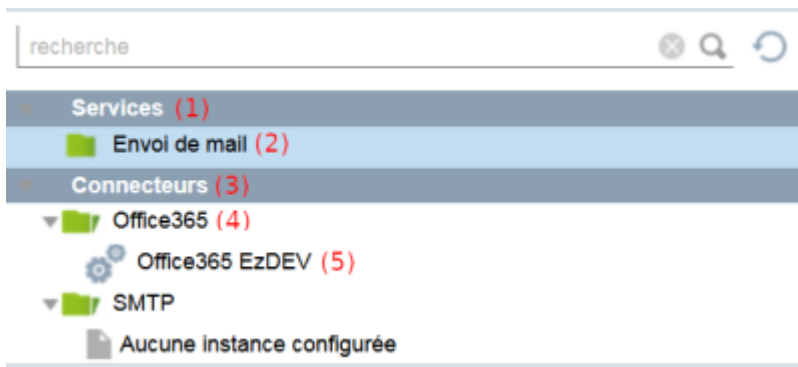 recherche
Services (1)
Envoi de mail (2)
Connecteurs (3)
Office365 (4)
Office365 EzDEV (5)
SMTP
Aucune instance configurée